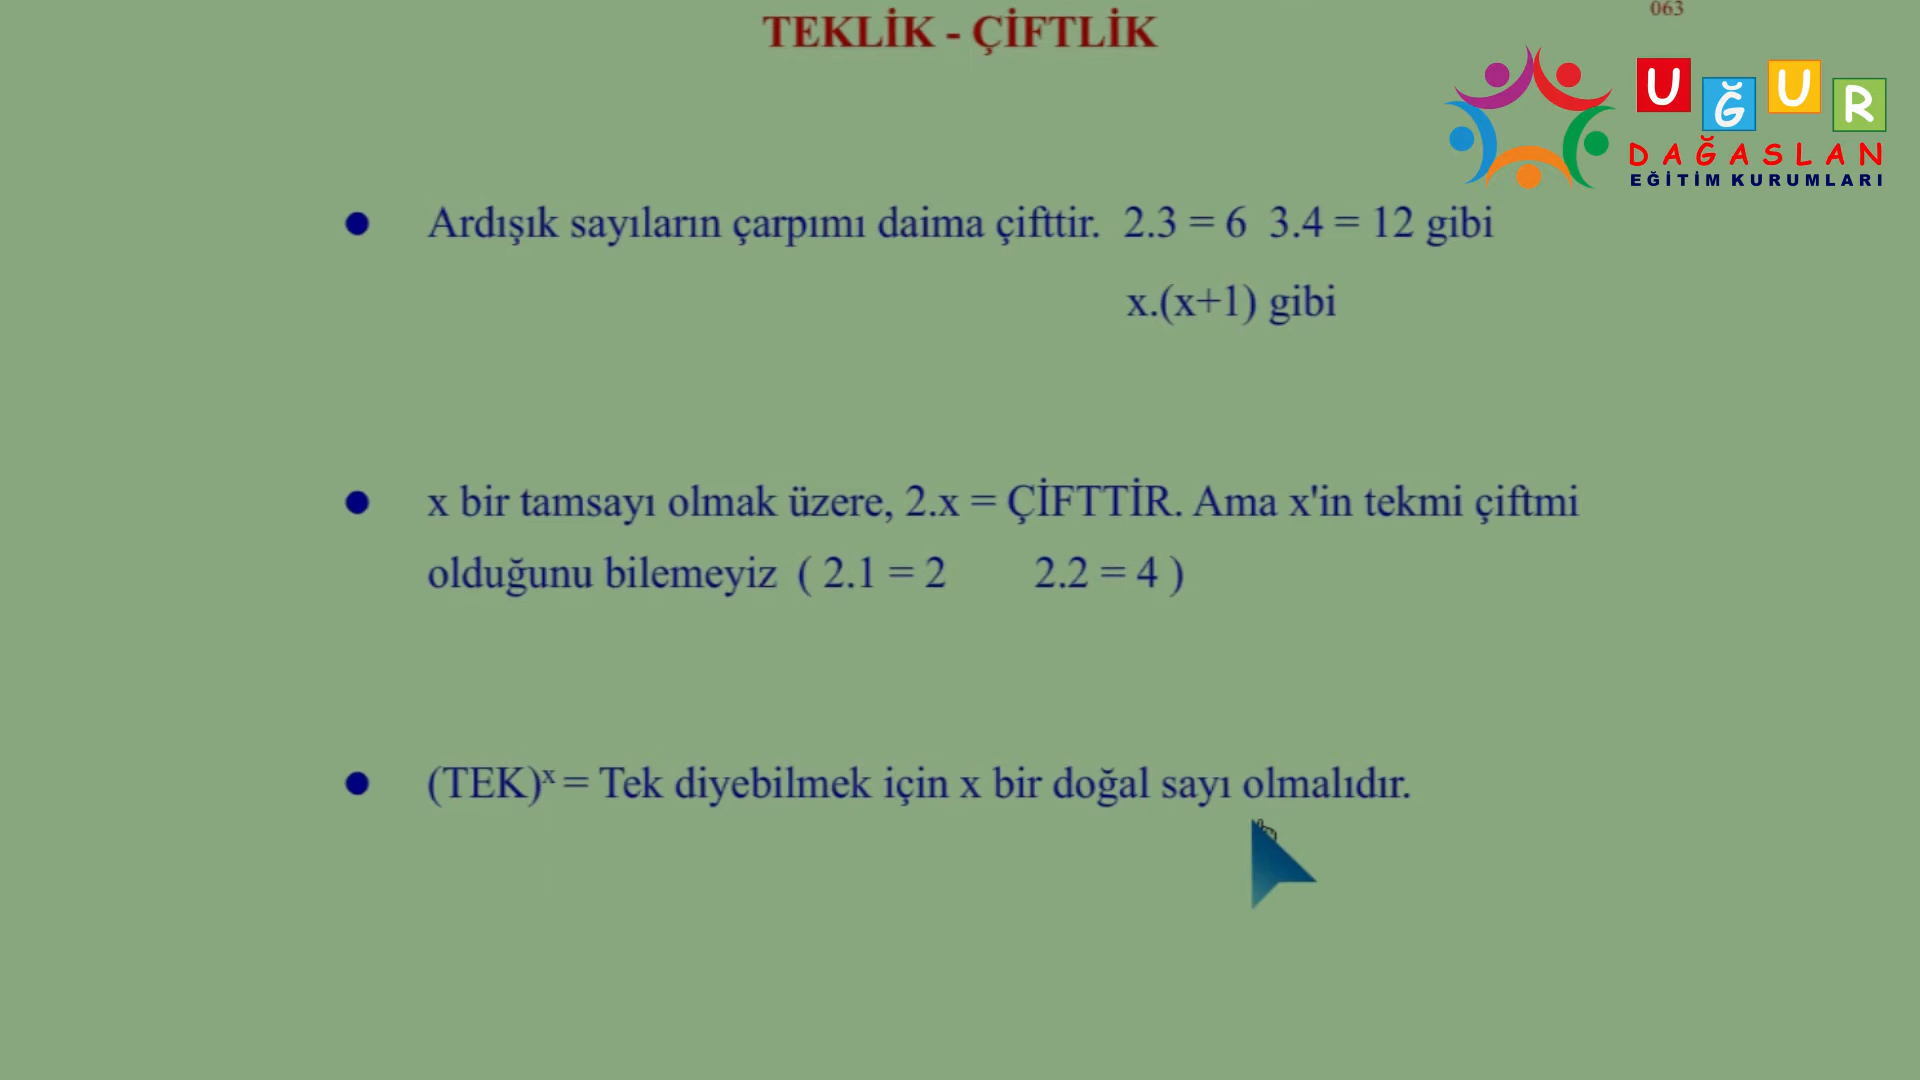 TEKLİK - ÇİFTLİK
063
UĞUR
DAĞASLAN
EĞİTİM KURUMLARI
● Ardışık sayıların çarpımı daima çifttir. 2.3 = 6 3.4 = 12 gibi
x.(x+1) gibi
● x bir tamsayı olmak üzere, 2.x = ÇİFTTİR. Ama x'in tekmi çiftmi
olduğunu bilemeyiz ( 2.1 = 2 2.2 = 4 )
● (TEK)ˣ = Tek diyebilmek için x bir doğal sayı olmalıdır.